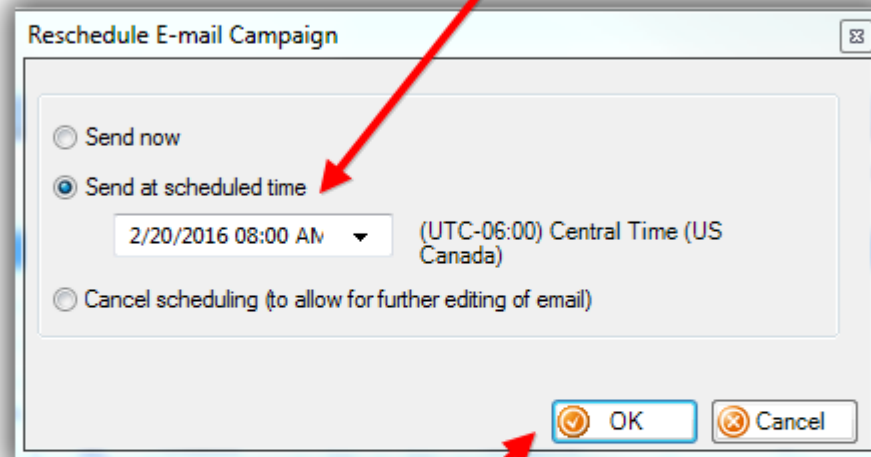 Reschedule E-mail Campaign
Send now
Send at scheduled time
2/20/2016 08:00 AM
(UTC-06:00) Central Time (US
Canada)
Cancel scheduling (to allow for further editing of email)
OK
Cancel